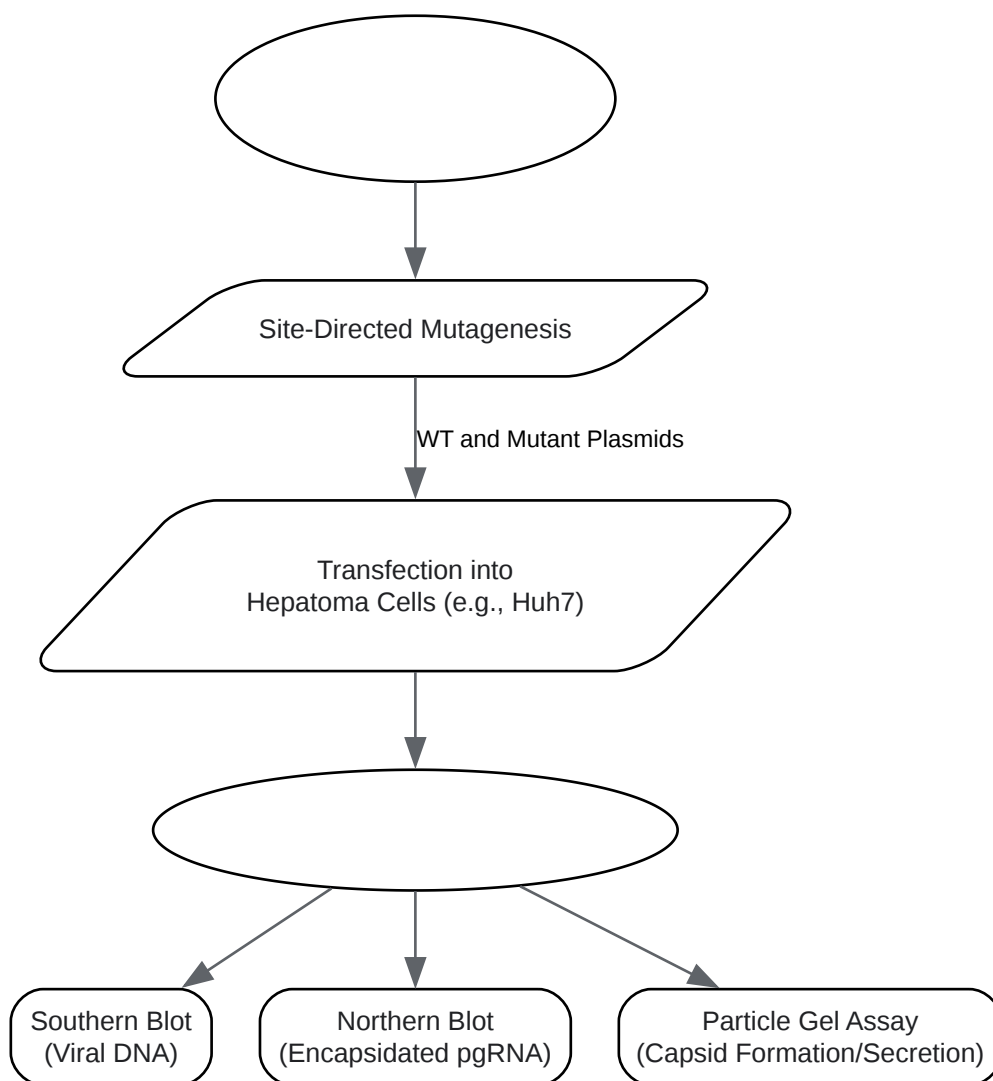 Site-Directed Mutagenesis
WT and Mutant Plasmids
Transfection into
Hepatoma Cells (e.g., Huh7)
Southern Blot
(Viral DNA)
Northern Blot
(Encapsidated pgRNA)
Particle Gel Assay
(Capsid Formation/Secretion)